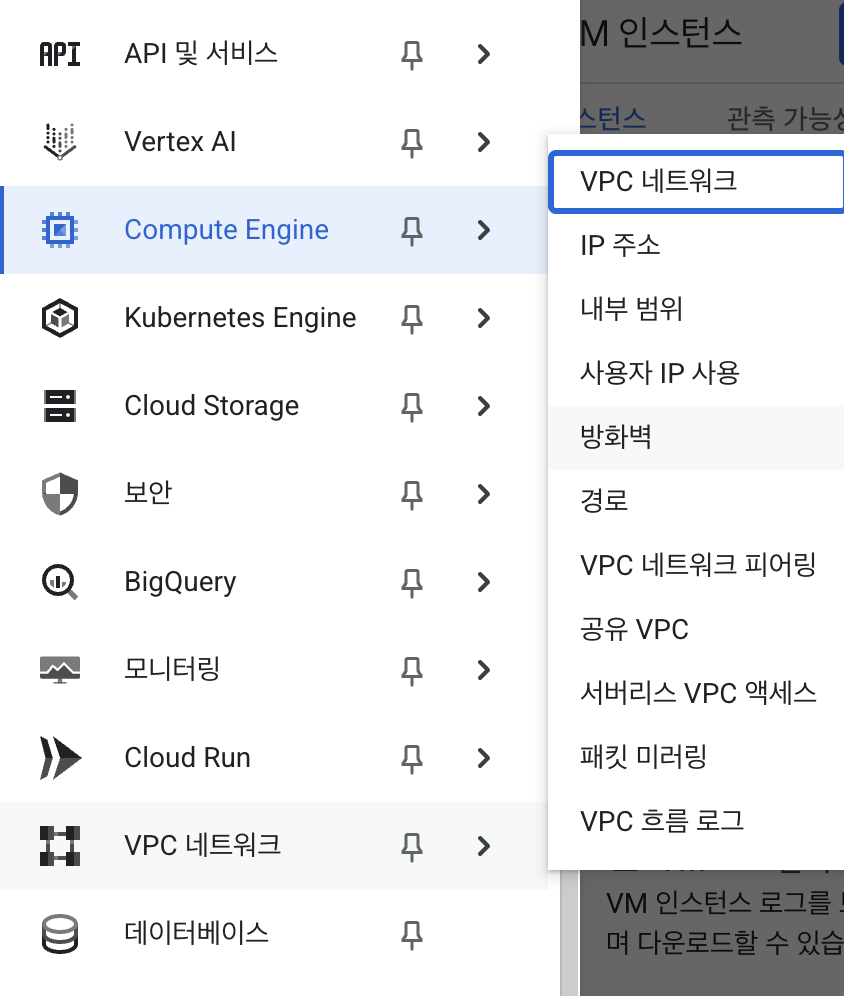 API
API 및 서비스
Vertex AI
Compute Engine
Kubernetes Engine
Cloud Storage
보안
BigQuery
모니터링
Cloud Run
VPC 네트워크
데이터베이스
M 인스턴스
스턴스
관측 가능성
VPC 네트워크
IP 주소
내부 범위
사용자 IP 사용
방화벽
경로
VPC 네트워크 피어링
공유 VPC
서버리스 VPC 액세스
패킷 미러링
VPC 흐름 로그
VM 인스턴스 로그를
며 다운로드할 수 있습